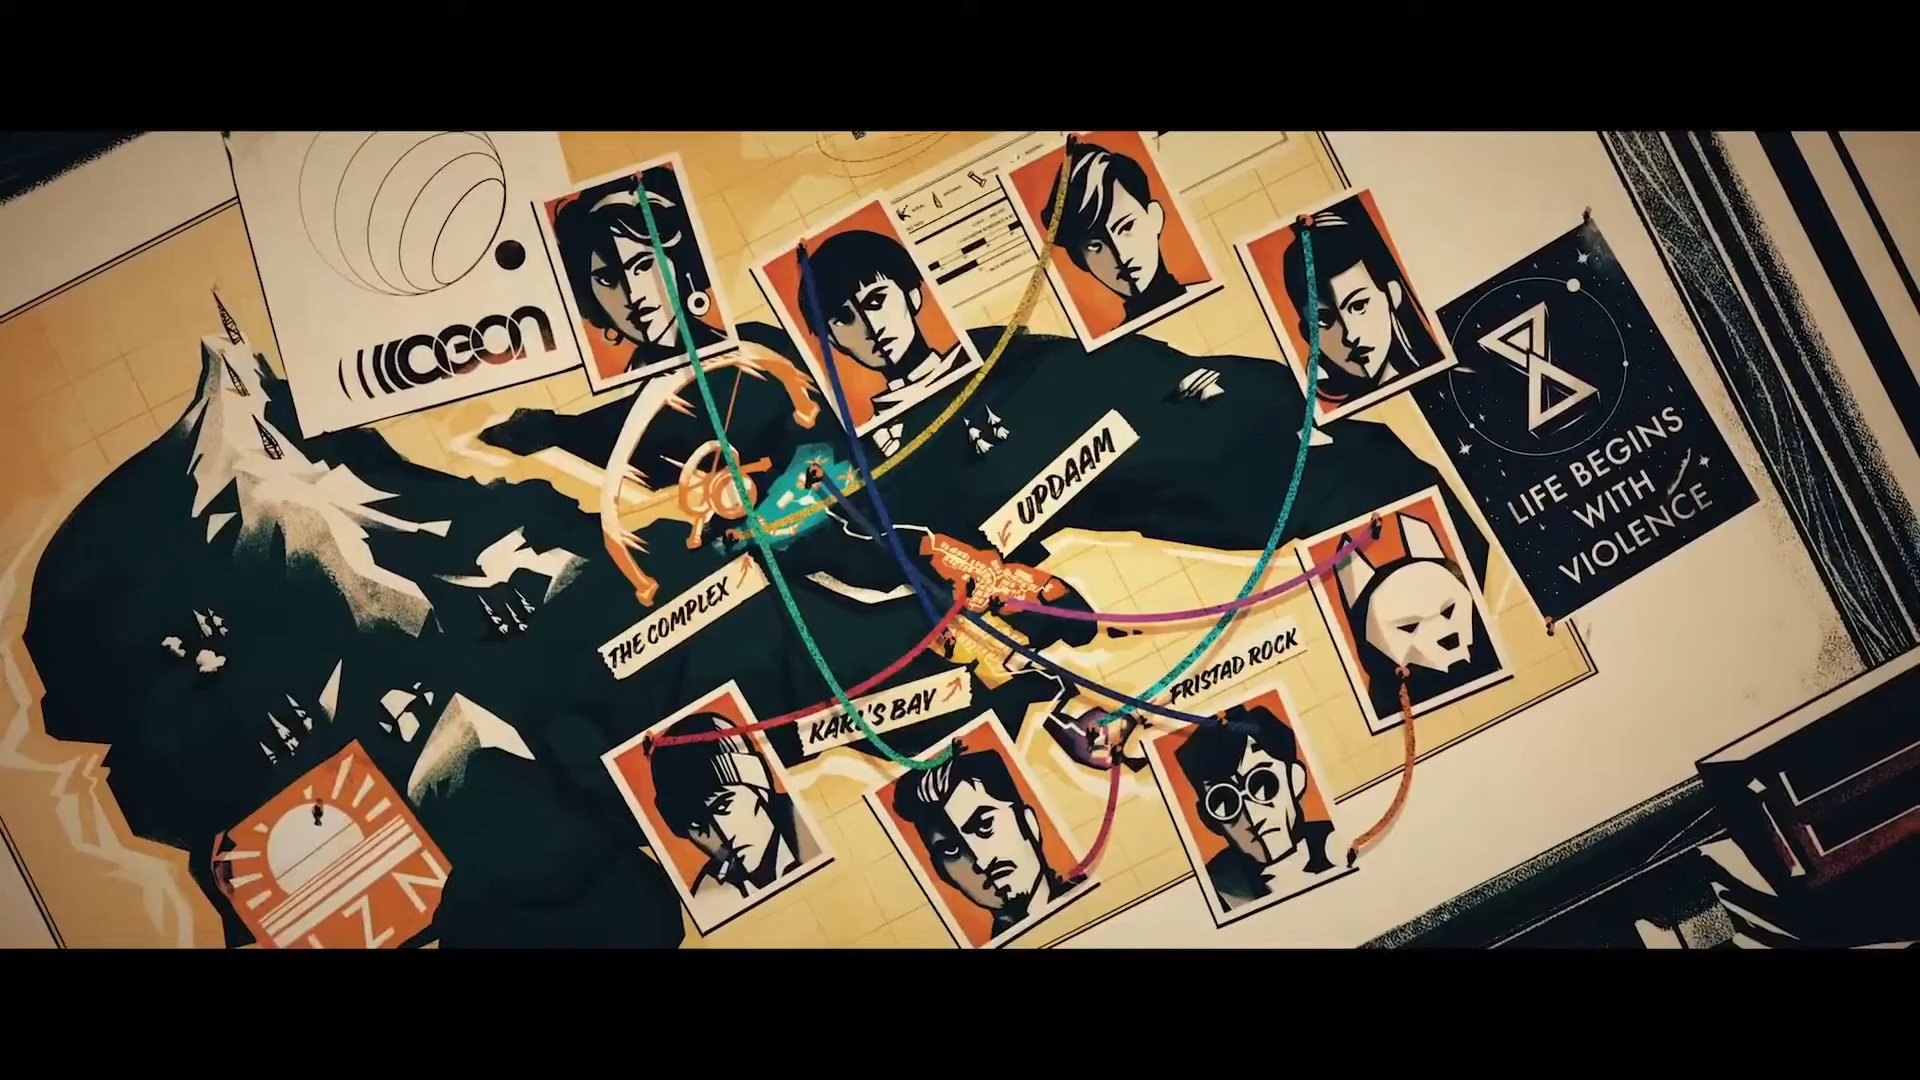 AEON
UPDAAM
THE COMPLEX
KARL'S BAY
FRISTAD ROCK
LIFE BEGINS
WITH
VIOLENCE